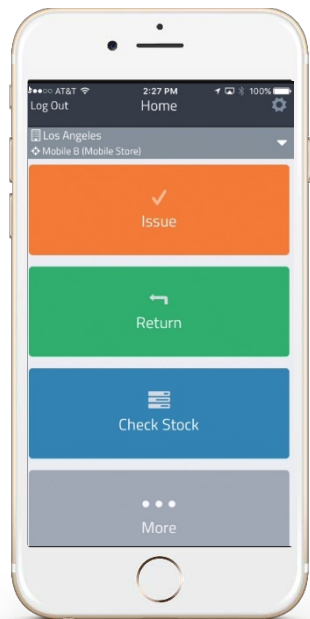 AT&T 2:27 PM 100%
Log Out Home
Los Angeles
Mobile B (Mobile Store)
Issue
Return
Check Stock
More